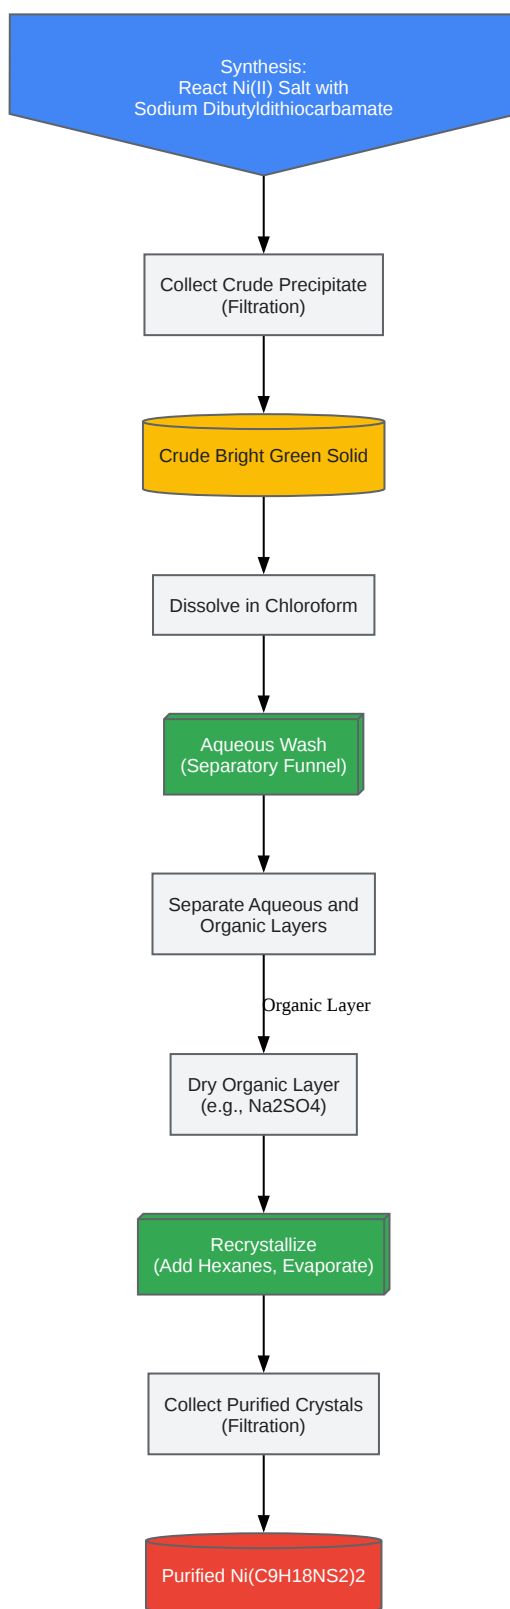 Synthesis:
React Ni(II) Salt with
Sodium Dibutyldithiocarbamate
Collect Crude Precipitate
(Filtration)
Crude Bright Green Solid
Dissolve in Chloroform
Aqueous Wash
(Separatory Funnel)
Separate Aqueous and
Organic Layers
Organic Layer
Dry Organic Layer
(e.g., Na2SO4)
Recrystallize
(Add Hexanes, Evaporate)
Collect Purified Crystals
(Filtration)
Purified Ni(C9H18NS2)2